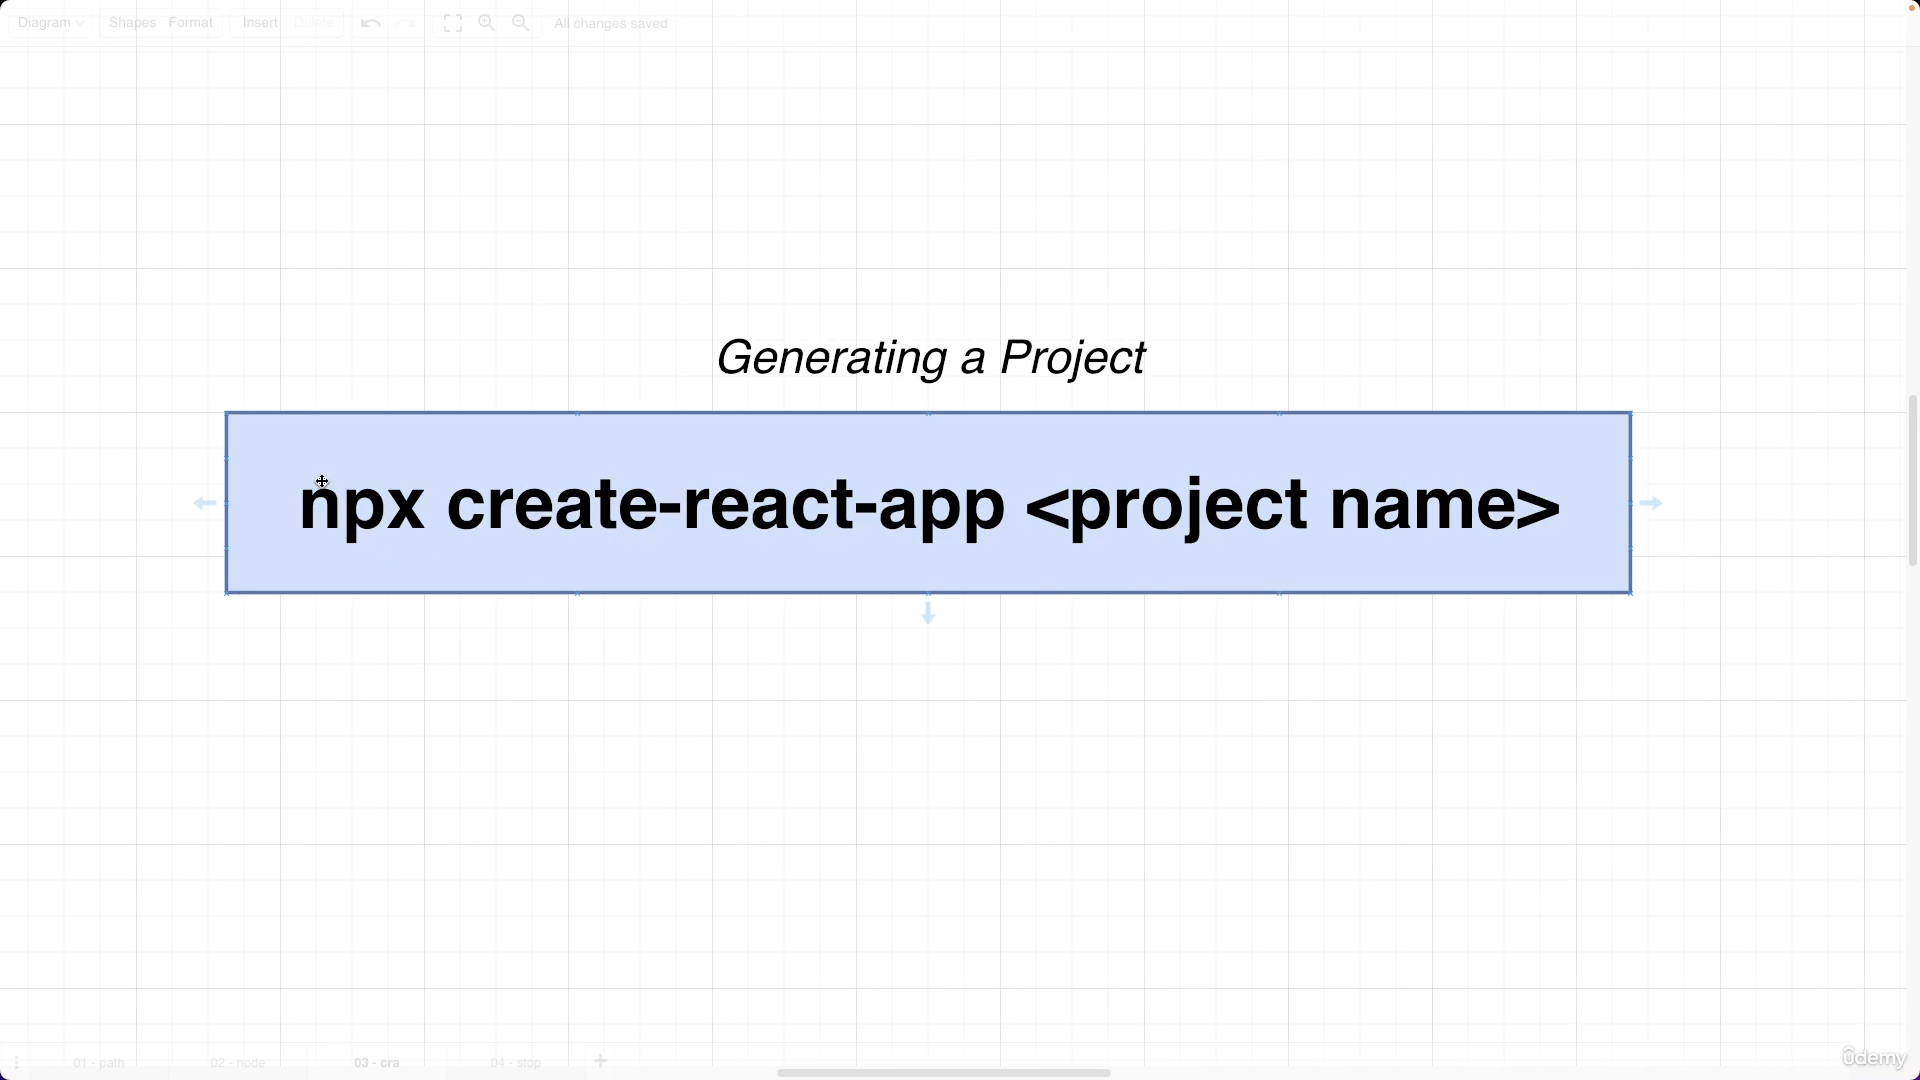 Diagram Shapes Format Insert Delete All changes saved
Generating a Project
npx create-react-app <project name>
01 - path 02 - node 03 - cra 04 - stop
ûdemy